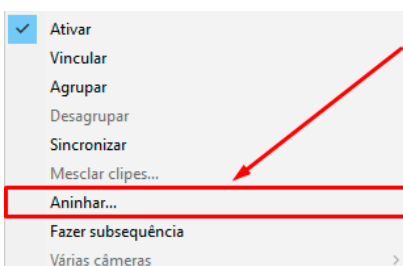 Ativar
Vincular
Agrupar
Desagrupar
Sincronizar
Mesclar clipes...
Aninhar...
Fazer subsequência
Várias câmeras